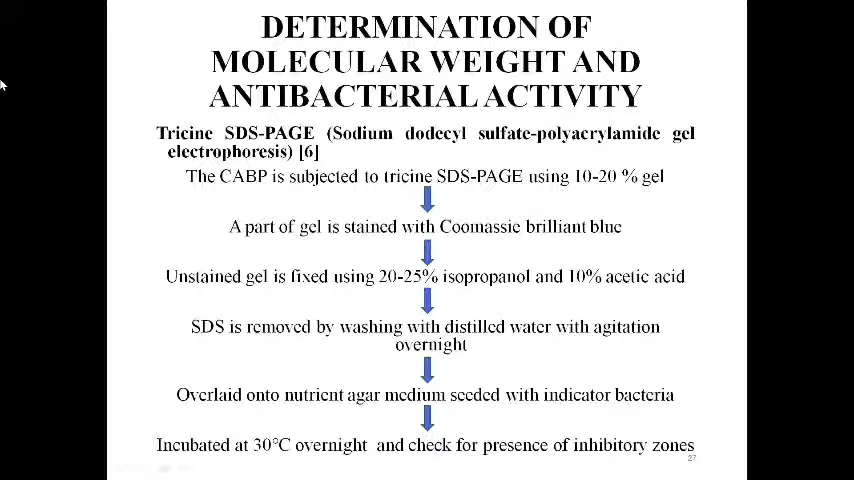 DETERMINATION OF
MOLECULAR WEIGHT AND
ANTIBACTERIAL ACTIVITY
Tricine SDS-PAGE (Sodium dodecyl sulfate-polyacrylamide gel
electrophoresis) [6]
The CABP is subjected to tricine SDS-PAGE using 10-20 % gel
A part of gel is stained with Coomassie brilliant blue
Unstained gel is fixed using 20-25% isopropanol and 10% acetic acid
SDS is removed by washing with distilled water with agitation
overnight
Overlaid onto nutrient agar medium seeded with indicator bacteria
Incubated at 30°C overnight and check for presence of inhibitory zones
27